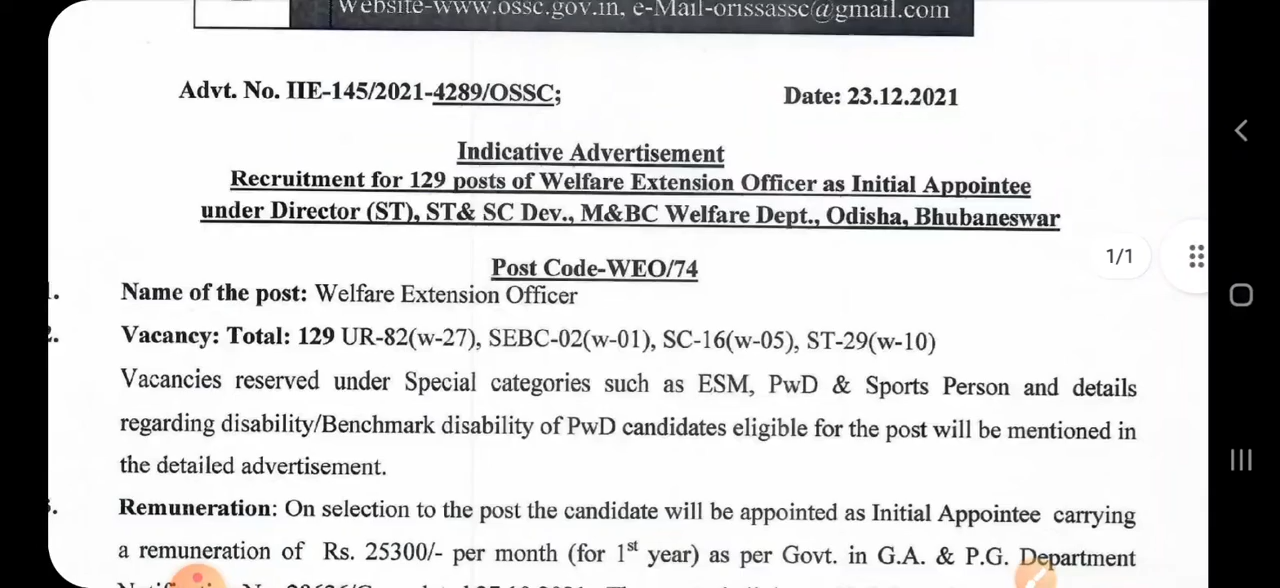 Website-www.ossc.gov.in, e-Mail-orissassc@gmail.com
Advt. No. IIE-145/2021-4289/OSSC; Date: 23.12.2021
Indicative Advertisement
Recruitment for 129 posts of Welfare Extension Officer as Initial Appointee
under Director (ST), ST& SC Dev., M&BC Welfare Dept., Odisha, Bhubaneswar
1/1
Post Code-WEO/74
Name of the post: Welfare Extension Officer
Vacancy: Total: 129 UR-82(w-27), SEBC-02(w-01), SC-16(w-05), ST-29(w-10)
Vacancies reserved under Special categories such as ESM, PwD & Sports Person and details
regarding disability/Benchmark disability of PwD candidates eligible for the post will be mentioned in
the detailed advertisement.
Remuneration: On selection to the post the candidate will be appointed as Initial Appointee carrying
a remuneration of Rs. 25300/- per month (for 1st year) as per Govt. in G.A. & P.G. Department